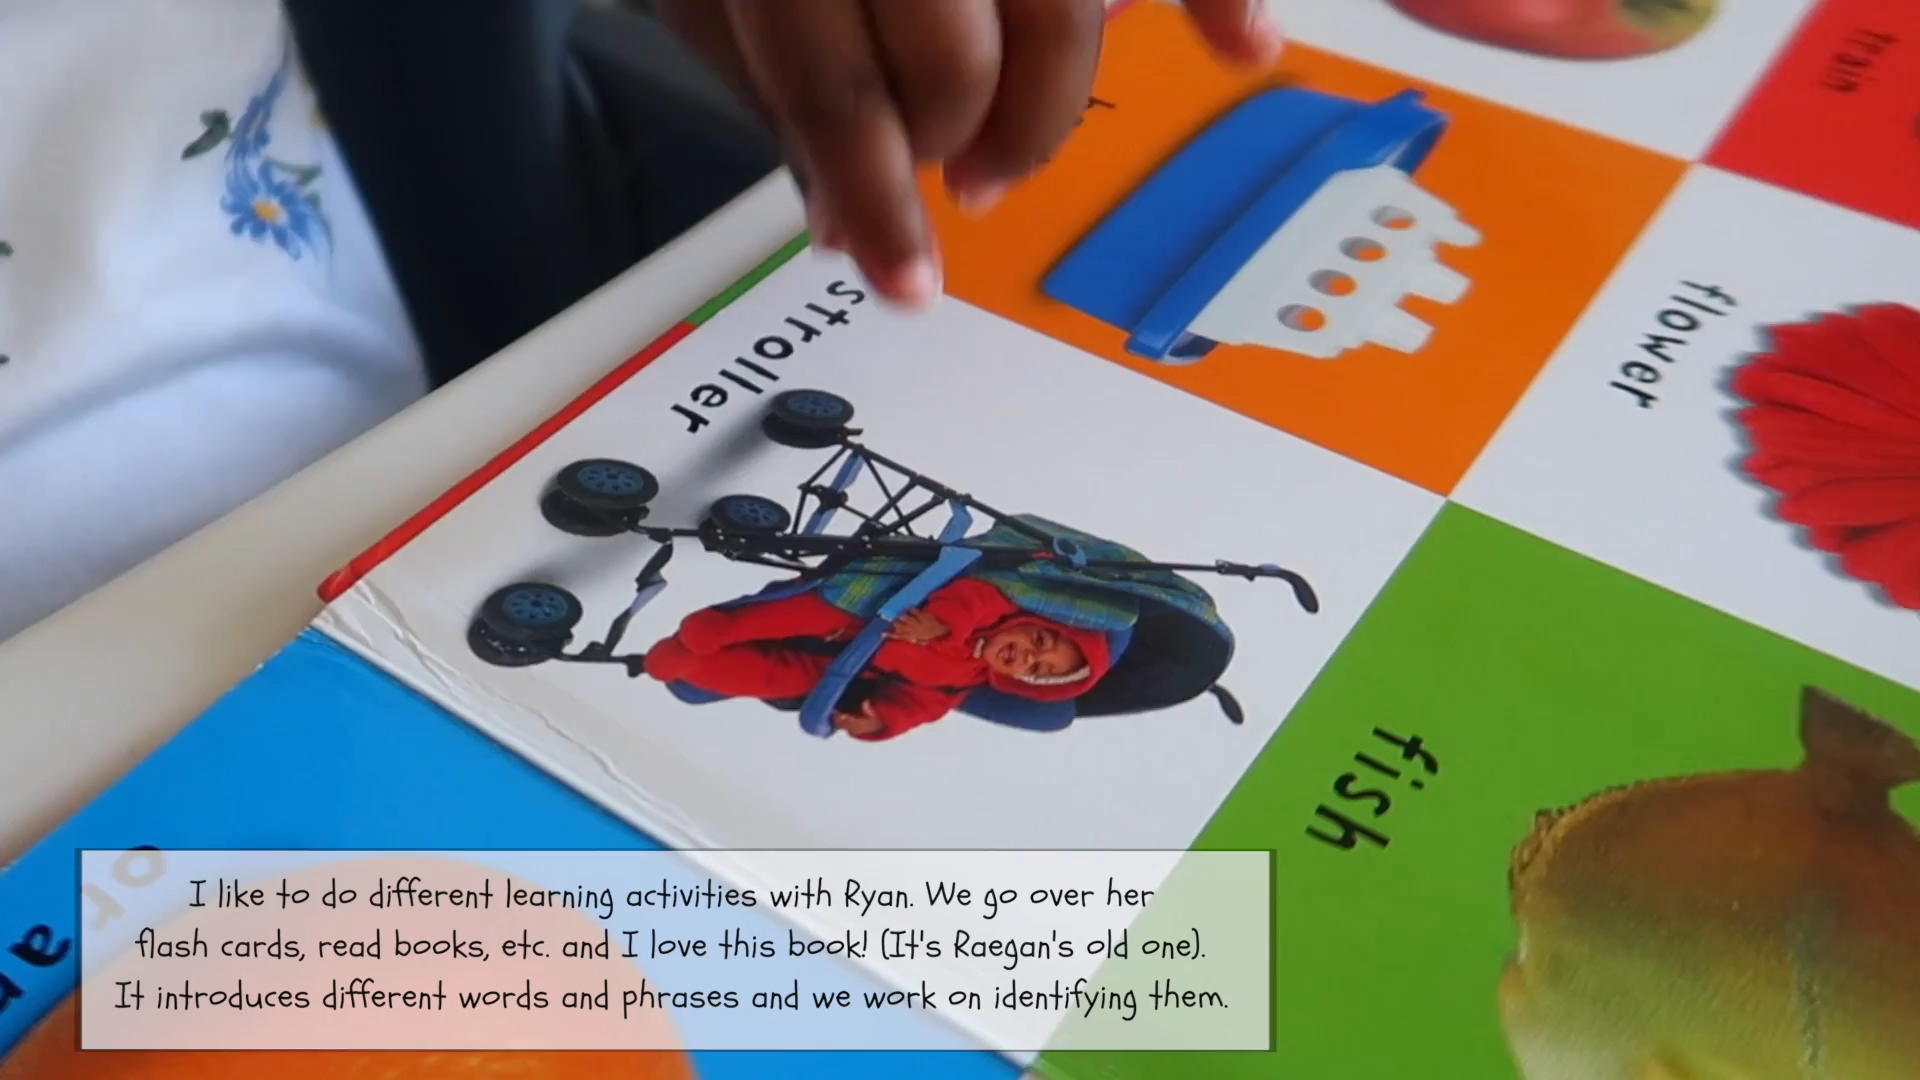 train
flower
stroller
fish
I like to do different learning activities with Ryan. We go over her
flash cards, read books, etc. and I love this book! (It's Raegan's old one).
It introduces different words and phrases and we work on identifying them.